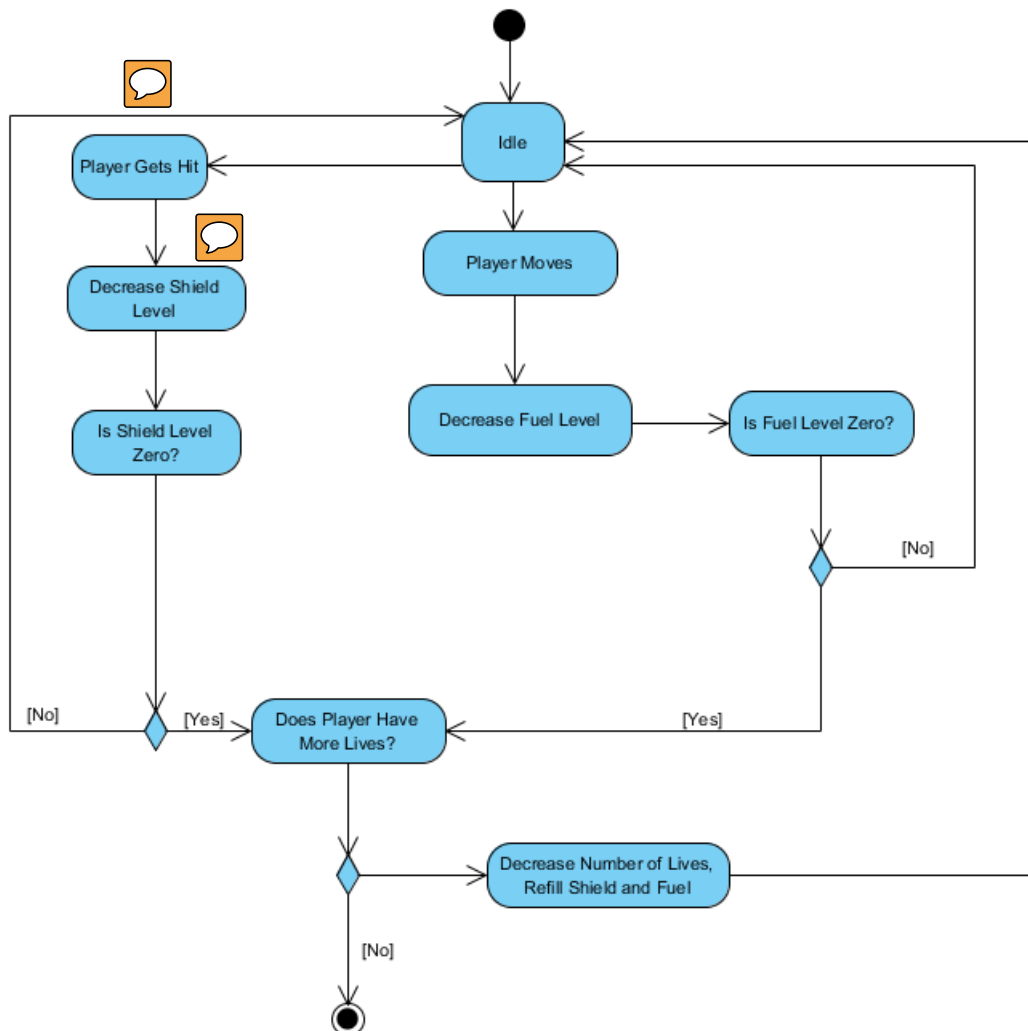 Idle
Player Gets Hit
Player Moves
Decrease Shield
Level
Decrease Fuel Level
Is Fuel Level Zero?
Is Shield Level
Zero?
[No]
[No]
[Yes]
Does Player Have
More Lives?
[Yes]
Decrease Number of Lives,
Refill Shield and Fuel
[No]